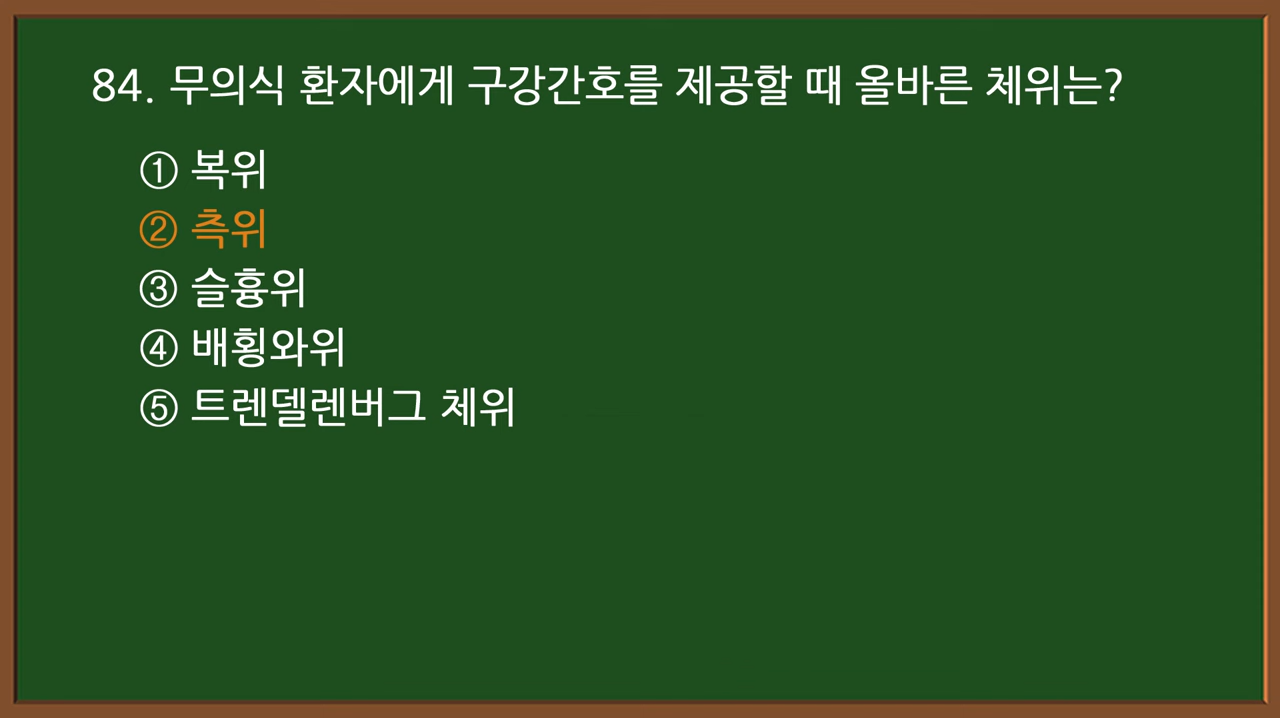 84. 무의식 환자에게 구강간호를 제공할 때 올바른 체위는?
① 복위
② 측위
③ 슬흉위
④ 배횡와위
⑤ 트렌델렌버그 체위